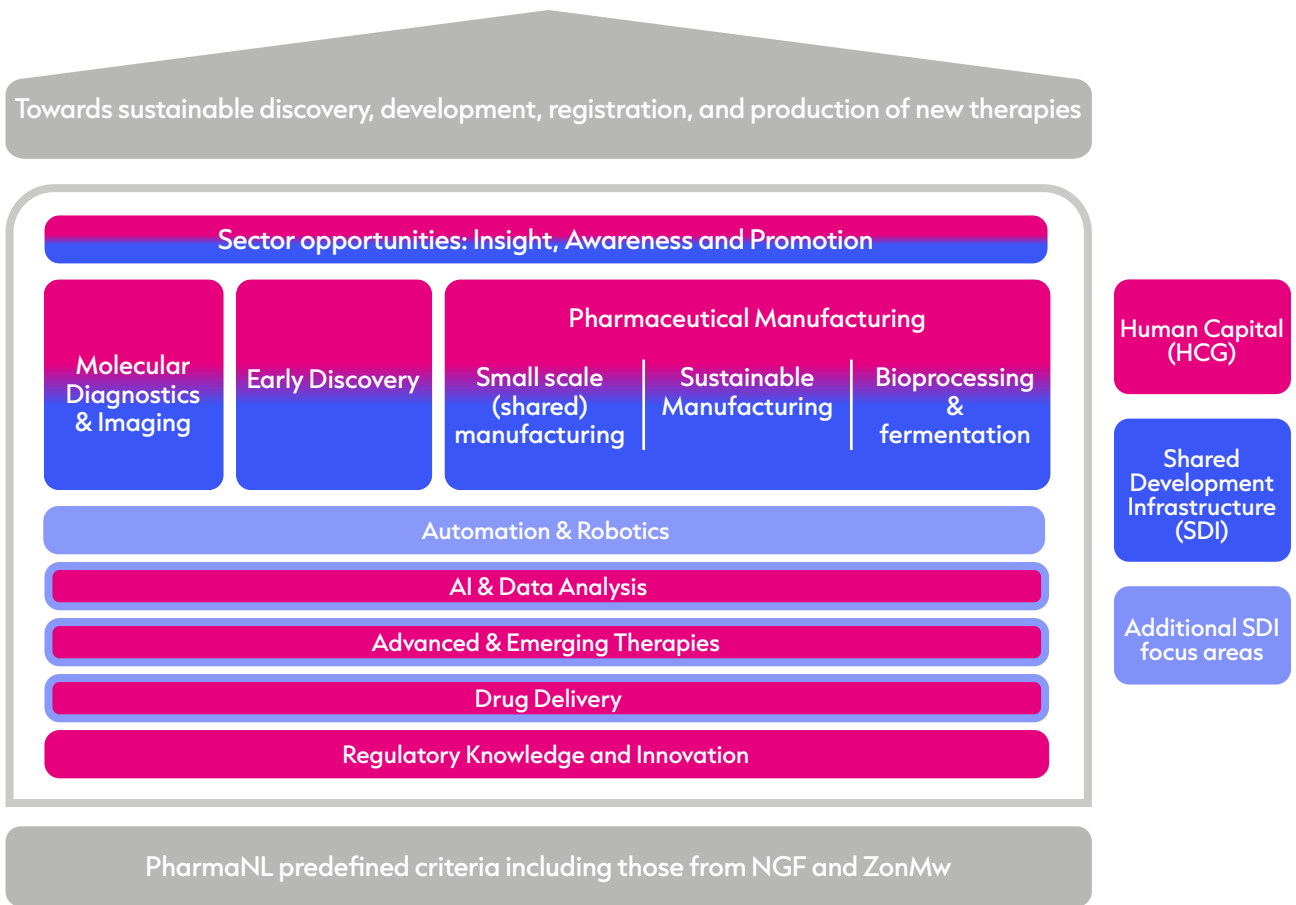 Towards sustainable discovery, development, registration, and production of new therapies
Sector opportunities: Insight, Awareness and Promotion
Molecular
Diagnostics
& Imaging
Early Discovery
Pharmaceutical Manufacturing
Small scale
(shared)
manufacturing
Sustainable
Manufacturing
Bioprocessing
&
fermentation
Automation & Robotics
AI & Data Analysis
Advanced & Emerging Therapies
Drug Delivery
Regulatory Knowledge and Innovation
Human Capital
(HCG)
Shared
Development
Infrastructure
(SDI)
Additional SDI
focus areas
PharmaNL predefined criteria including those from NGF and ZonMw